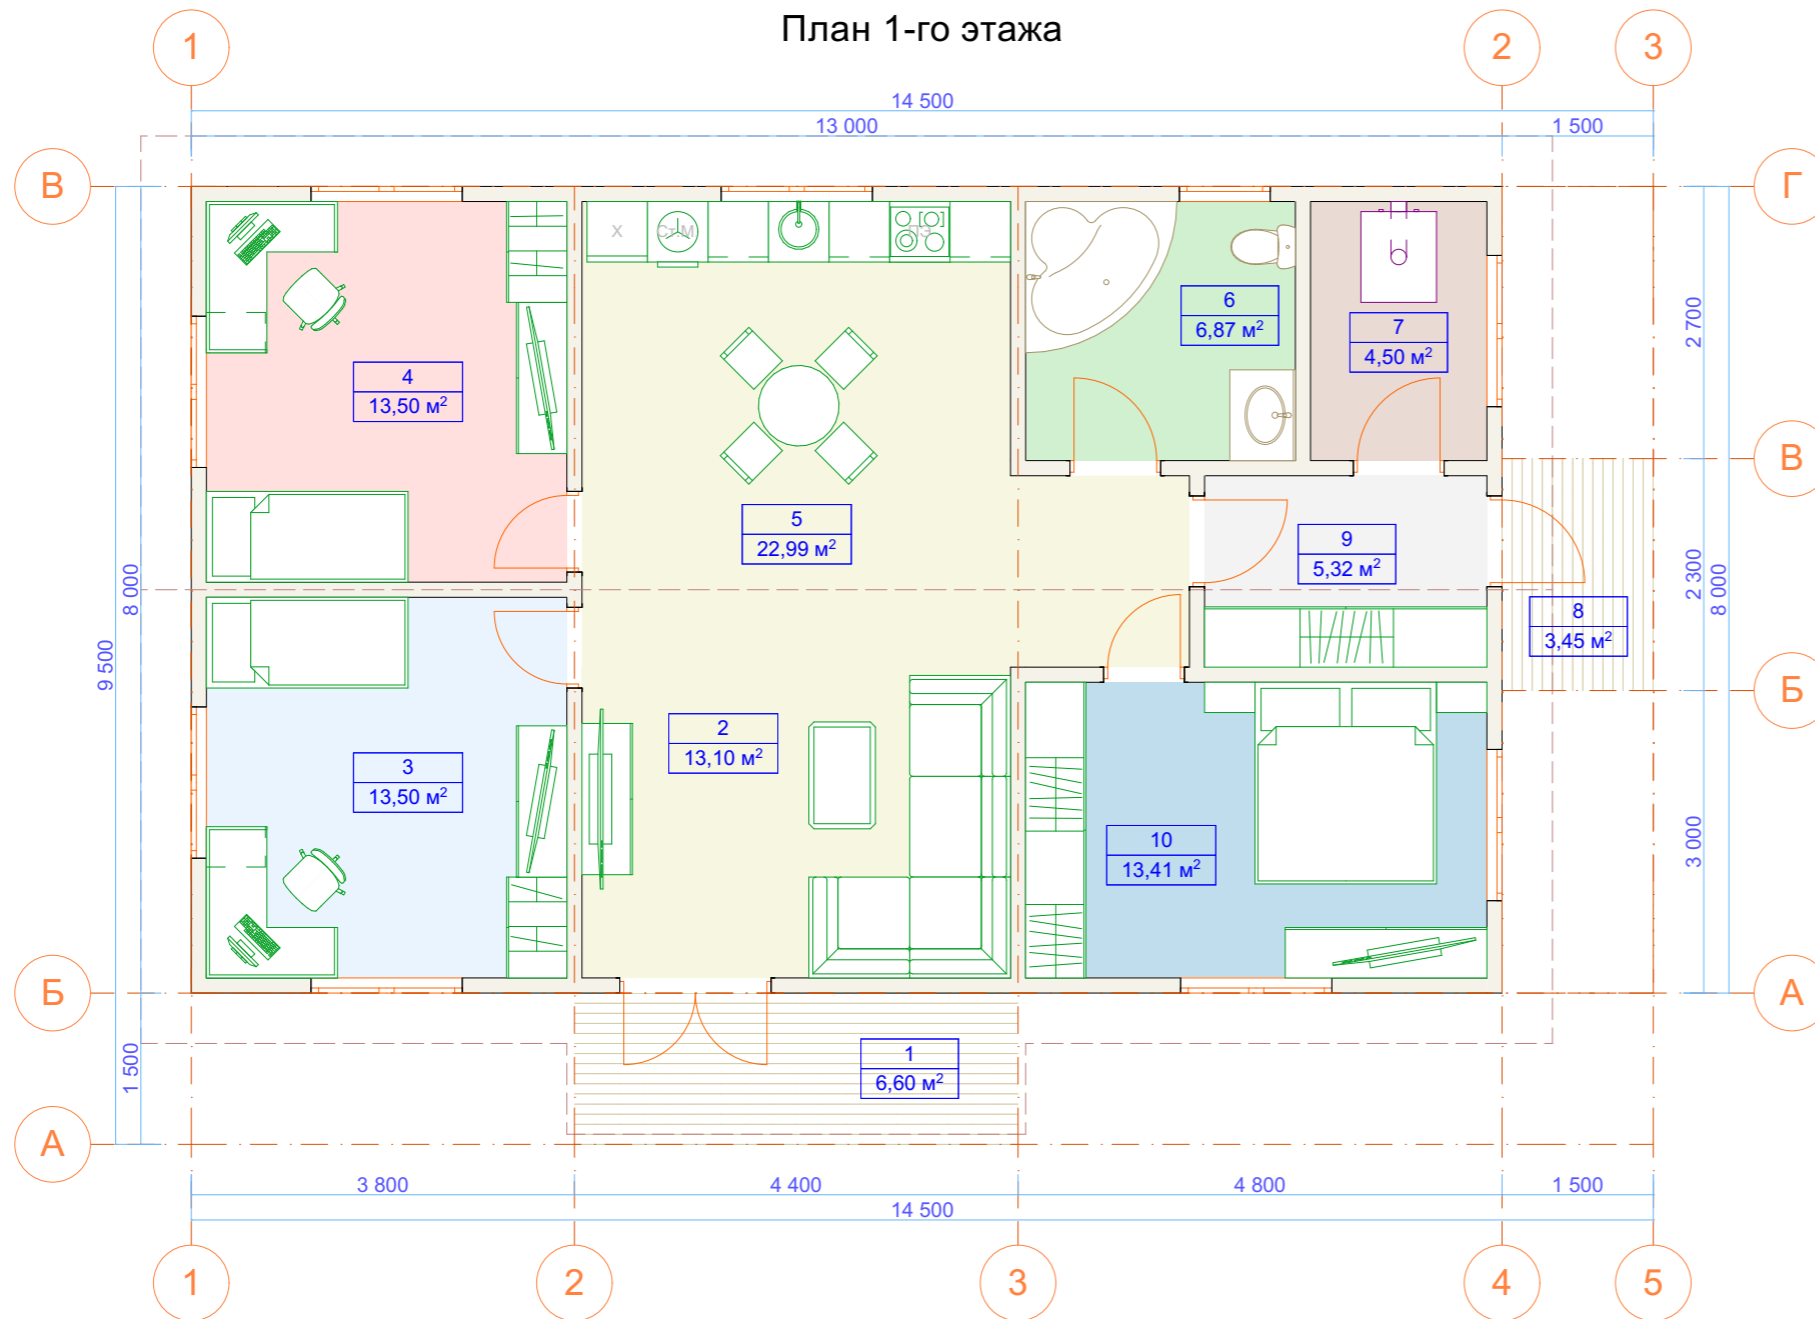 План 1-го этажа
1
2
3
14 500
13 000
1 500
В
Г
Х
Ст.М.
ПЭ
6
6,87 м²
7
4,50 м²
2 700
4
13,50 м²
В
В
5
22,99 м²
9
5,32 м²
8 000
2 300
8 000
8
3,45 м²
9 500
Б
2
13,10 м²
3
13,50 м²
10
13,41 м²
3 000
Б
А
1 500
1
6,60 м²
А
3 800
4 400
4 800
1 500
14 500
1
2
3
4
5